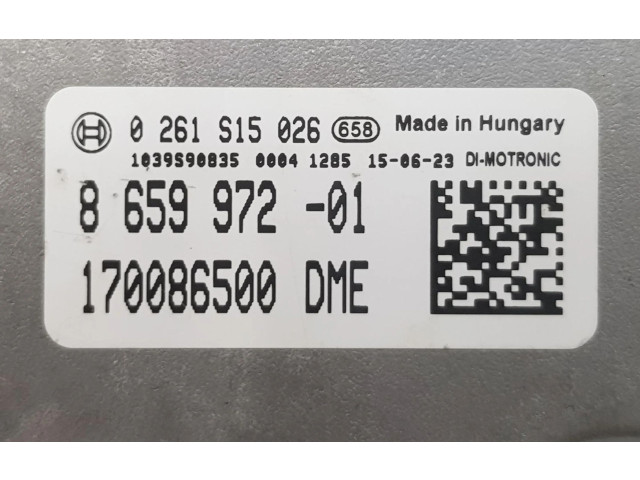 0 261 S15 026 658 Made in Hungary
1039S90835 0004 1285 15-06-23 DI-MOTRONIC
8 659 972 -01
170086500 DME